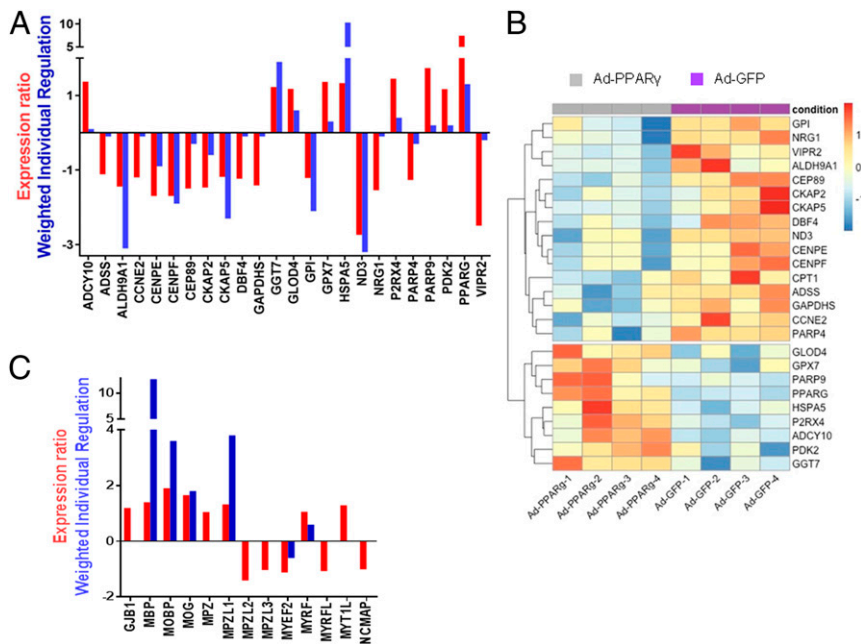 A
Expression ratio
Weighted Individual Regulation
10
5
1
-1
-3
ADCY10
ADSS
ALDH9A1
CCNE2
CENPE
CENPF
CEP89
CKAP2
CKAP5
DBF4
GAPDHS
GGT7
GLOD4
GPI
GPX7
HSPA5
ND3
NRG1
P2RX4
PARP4
PARP9
PDK2
PPARG
VIPR2
B
Ad-PPARγ Ad-GFP
condition
GPI
NRG1
VIPR2
ALDH9A1
CEP89
CKAP2
CKAP5
DBF4
ND3
CENPE
CENPF
CPT1
ADSS
GAPDHS
CCNE2
PARP4
GLOD4
GPX7
PARP9
PPARG
HSPA5
P2RX4
ADCY10
PDK2
GGT7
1
0
-1
Ad-PPARg-1
Ad-PPARg-2
Ad-PPARg-3
Ad-PPARg-4
Ad-GFP-1
Ad-GFP-2
Ad-GFP-3
Ad-GFP-4
C
Expression ratio
Weighted Individual Regulation
10
5
4
2
0
-2
GJB1
MBP
MOBP
MOG
MPZ
MPZL1
MPZL2
MPZL3
MYEF2
MYRF
MYRFL
MYT1L
NCMAP